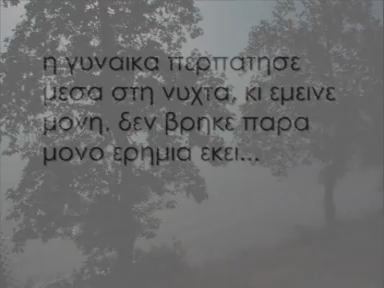 η γυναικα περπατησε
μεσα στη νυχτα, κι εμεινε
μονη, δεν βρηκε παρα
μονο ερημια εκει...